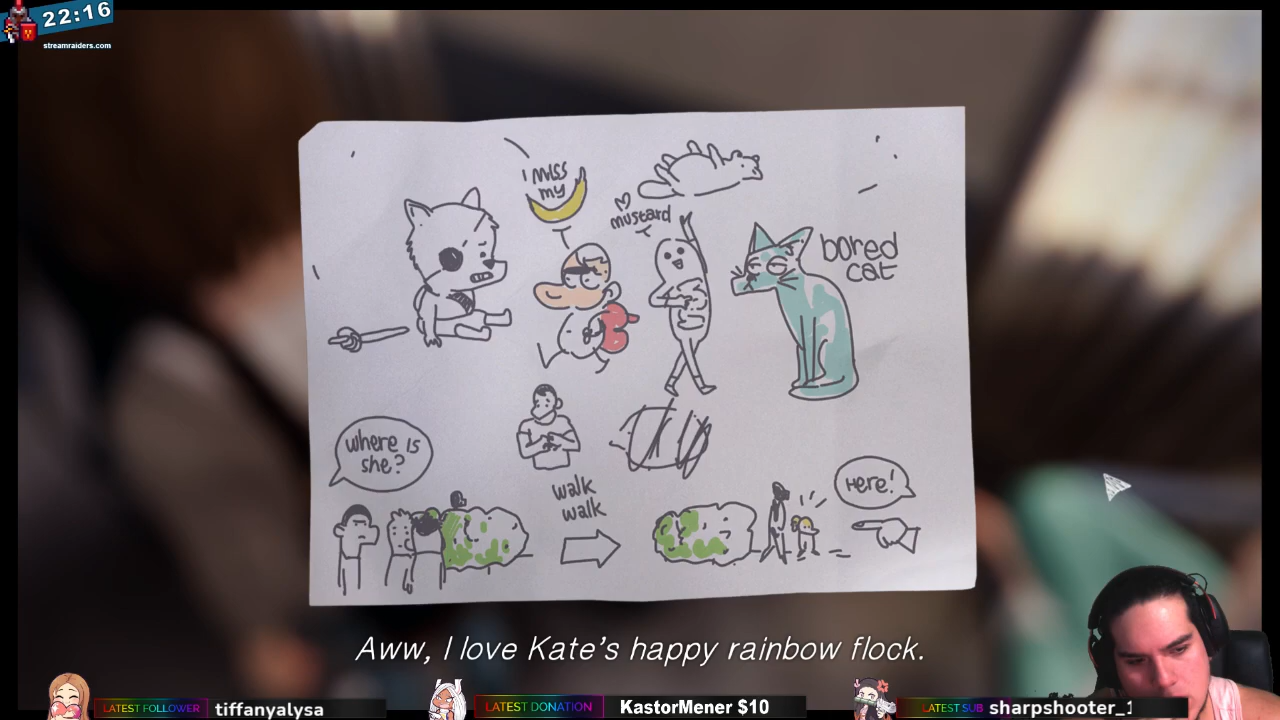 22:16
streamraiders.com
I MISS
my
mustard
bored
cat
where is
she?
walk
walk
Here!
Aww, I love Kate's happy rainbow flock.
LATEST FOLLOWER tiffanyalysa
LATEST DONATION KastorMener $10
LATEST SUB sharpshooter_1